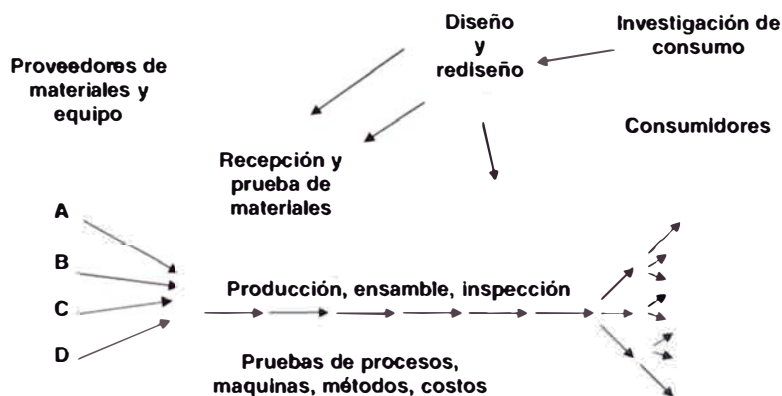 Diseño
y
rediseño
Investigación de
consumo
Proveedores de
materiales y
equipo
Consumidores
Recepción y
prueba de
materiales
A
B
C
D
Producción, ensamble, inspección
Pruebas de procesos,
maquinas, métodos, costos